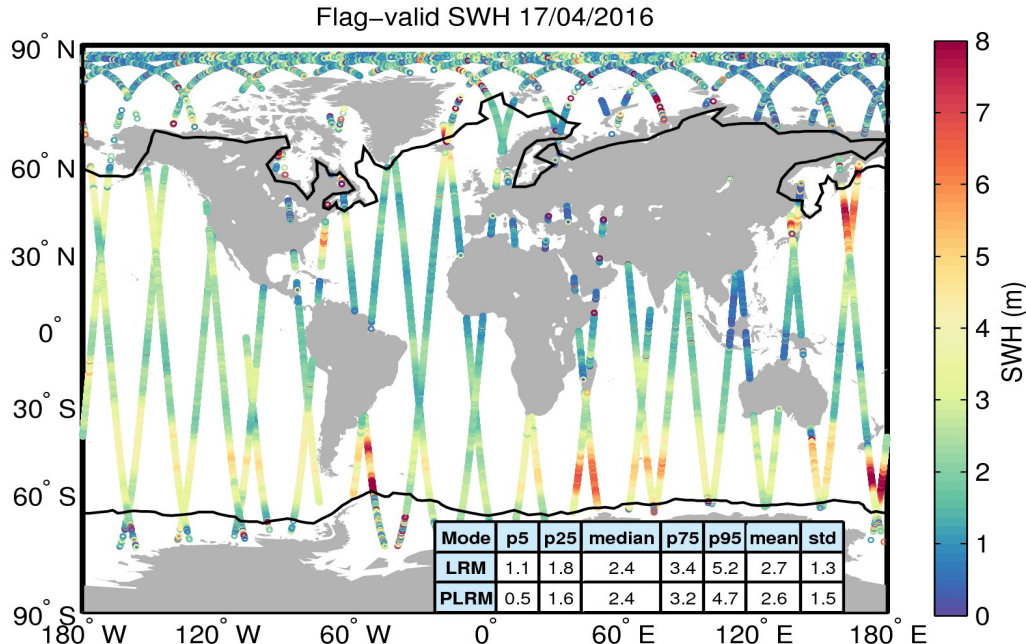 Flag-valid SWH 17/04/2016
90° N
60° N
30° N
0°
30° S
60° S
90° S
180° W
120° W
60° W
0°
60° E
120° E
180° E
8
7
6
5
4
3
2
1
0
SWH (m)
Mode p5 p25 median p75 p95 mean std
LRM 1.1 1.8 2.4 3.4 5.2 2.7 1.3
PLRM 0.5 1.6 2.4 3.2 4.7 2.6 1.5